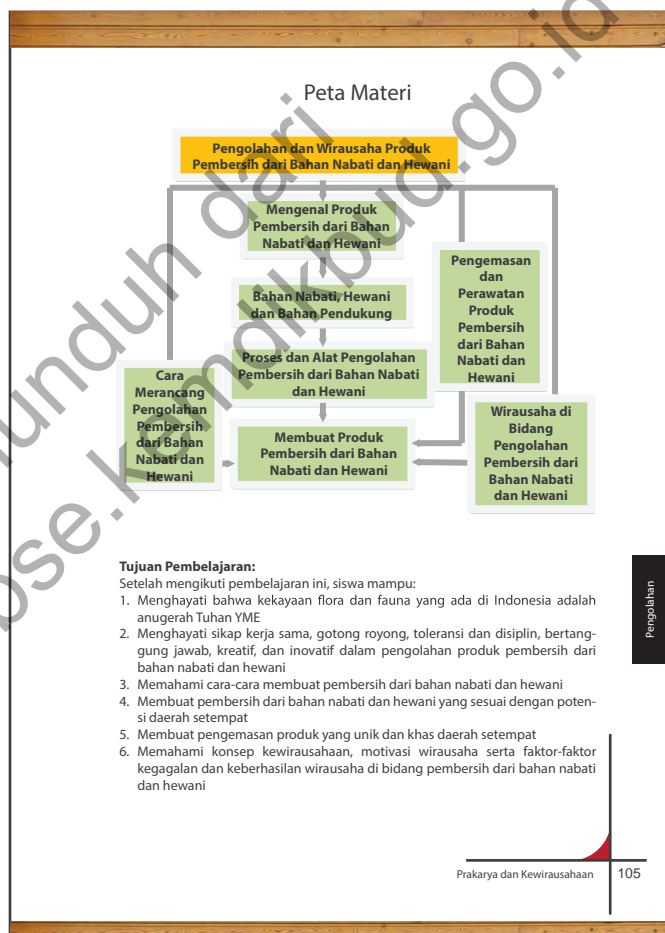 Peta Materi
Pengolahan dan Wirausaha Produk
Pembersih dari Bahan Nabati dan Hewani
Mengenal Produk
Pembersih dari Bahan
Nabati dan Hewani
Bahan Nabati, Hewani
dan Bahan Pendukung
Proses dan Alat Pengolahan
Pembersih dari Bahan Nabati
dan Hewani
Membuat Produk
Pembersih dari Bahan
Nabati dan Hewani
Cara
Merancang
Pengolahan
Pembersih
dari Bahan
Nabati dan
Hewani
Pengemasan
dan
Perawatan
Produk
Pembersih
dari Bahan
Nabati dan
Hewani
Wirausaha di
Bidang
Pengolahan
Pembersih dari
Bahan Nabati
dan Hewani
Tujuan Pembelajaran:
Setelah mengikuti pembelajaran ini, siswa mampu:
1. Menghayati bahwa kekayaan flora dan fauna yang ada di Indonesia adalah
anugerah Tuhan YME
2. Menghayati sikap kerja sama, gotong royong, toleransi dan disiplin, bertang-
gung jawab, kreatif, dan inovatif dalam pengolahan produk pembersih dari
bahan nabati dan hewani
3. Memahami cara-cara membuat pembersih dari bahan nabati dan hewani
4. Membuat pembersih dari bahan nabati dan hewani yang sesuai dengan poten-
si daerah setempat
5. Membuat pengemasan produk yang unik dan khas daerah setempat
6. Memahami konsep kewirausahaan, motivasi wirausaha serta faktor-faktor
kegagalan dan keberhasilan wirausaha di bidang pembersih dari bahan nabati
dan hewani
Pengolahan
Prakarya dan Kewirausahaan 105
unduh dari
bse.kemdikbud.go.id